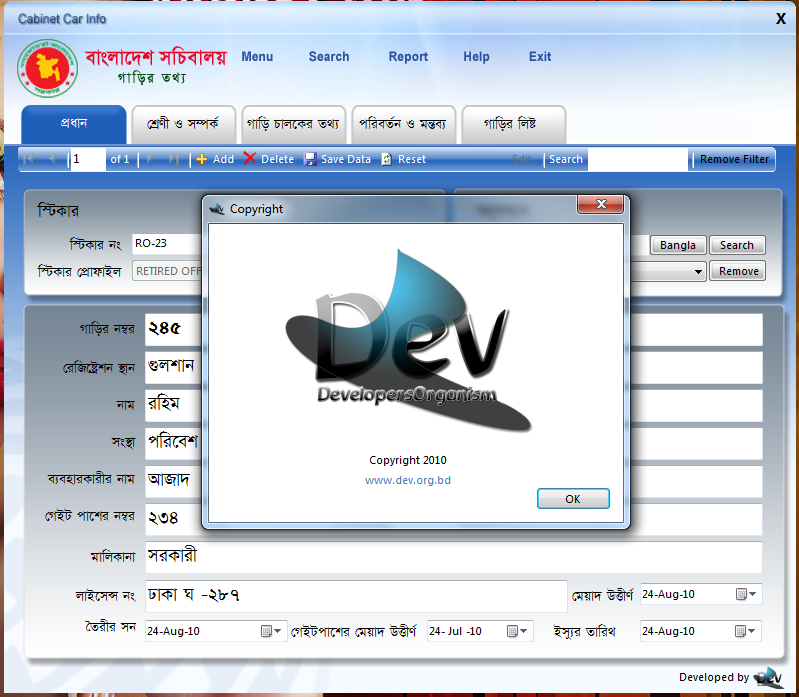 Cabinet Car Info X
বাংলাদেশ সচিবালয় Menu Search Report Help Exit
গাড়ির তথ্য
প্রধান শ্রেণী ও সম্পর্ক গাড়ি চালকের তথ্য পরিবর্তন ও মন্তব্য গাড়ির লিষ্ট
1 of 1 Add Delete Save Data Reset Edit Search Remove Filter
স্টিকার
স্টিকার নং RO-23 Bangla Search
স্টিকার প্রোফাইল RETIRED OFF Remove
Copyright
Dev
DevelopersOrganism
Copyright 2010
www.dev.org.bd
OK
গাড়ির নম্বর ২৪৫
রেজিষ্ট্রেশন স্থান গুলশান
নাম রহিম
সংস্থা পরিবেশ
ব্যবহারকারীর নাম আজাদ
গেইট পাশের নম্বর ২৩৪
মালিকানা সরকারী
লাইসেন্স নং ঢাকা ঘ -২৮৭ মেয়াদ উত্তীর্ণ 24-Aug-10
তৈরীর সন 24-Aug-10 গেইটপাশের মেয়াদ উত্তীর্ণ 24- Jul -10 ইস্যুর তারিখ 24-Aug-10
Developed by Dev